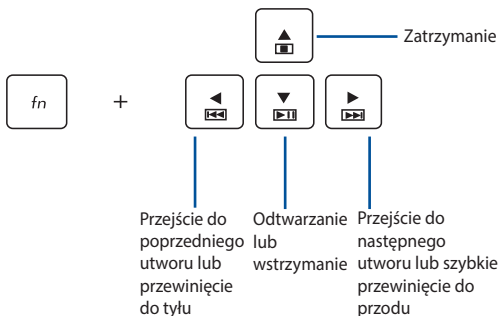 Zatrzymanie
fn
+
Przejście do
poprzedniego
utworu lub
przewinięcie
do tyłu
Odtwarzanie
lub
wstrzymanie
Przejście do
następnego
utworu lub szybkie
przewinięcie do
przodu